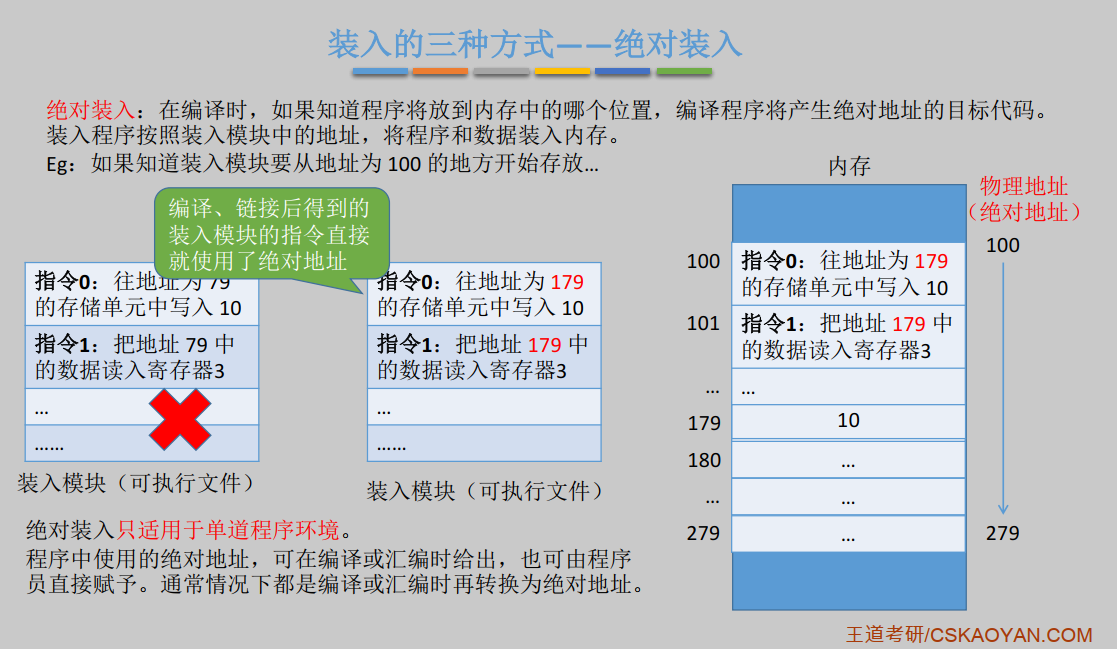 装入的三种方式——绝对装入
绝对装入：在编译时，如果知道程序将放到内存中的哪个位置，编译程序将产生绝对地址的目标代码。
装入程序按照装入模块中的地址，将程序和数据装入内存。
Eg：如果知道装入模块要从地址为 100 的地方开始存放…
编译、链接后得到的
装入模块的指令直接
就使用了绝对地址
指令0：往地址为 79
的存储单元中写入 10
指令1：把地址 79 中
的数据读入寄存器3
…
……
装入模块（可执行文件）
指令0：往地址为 179
的存储单元中写入 10
指令1：把地址 179 中
的数据读入寄存器3
…
……
装入模块（可执行文件）
内存
物理地址
（绝对地址）
100
指令0：往地址为 179
的存储单元中写入 10
100
101
指令1：把地址 179 中
的数据读入寄存器3
…
…
179
10
180
…
…
…
279
…
279
绝对装入只适用于单道程序环境。
程序中使用的绝对地址，可在编译或汇编时给出，也可由程序
员直接赋予。通常情况下都是编译或汇编时再转换为绝对地址。
王道考研/CSKAOYAN.COM